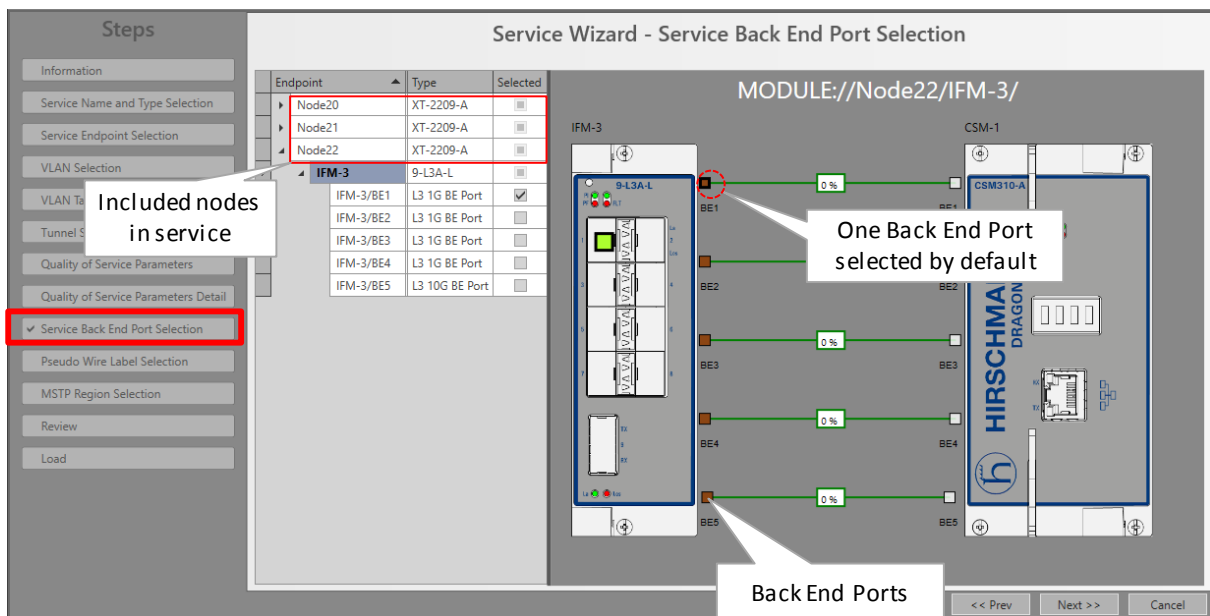 Steps
Information
Service Name and Type Selection
Service Endpoint Selection
VLAN Selection
VLAN Ta
Tunnel S
Quality of Service Parameters
Quality of Service Parameters Detail
Service Back End Port Selection
Pseudo Wire Label Selection
MSTP Region Selection
Review
Load
Service Wizard - Service Back End Port Selection
Endpoint Type Selected
Node20 XT-2209-A
Node21 XT-2209-A
Node22 XT-2209-A
IFM-3 9-L3A-L
IFM-3/BE1 L3 1G BE Port
IFM-3/BE2 L3 1G BE Port
IFM-3/BE3 L3 1G BE Port
IFM-3/BE4 L3 1G BE Port
IFM-3/BE5 L3 10G BE Port
Included nodes
in service
MODULE://Node22/IFM-3/
IFM-3
CSM-1
9-L3A-L
CSM310-A
0 %
BE1
BE1
One Back End Port
selected by default
BE2
BE2
0 %
BE3
BE3
0 %
BE4
BE4
0 %
BE5
BE5
HIRSCHMA
DRAGON
TX
RX
Back End Ports
<< Prev
Next >>
Cancel